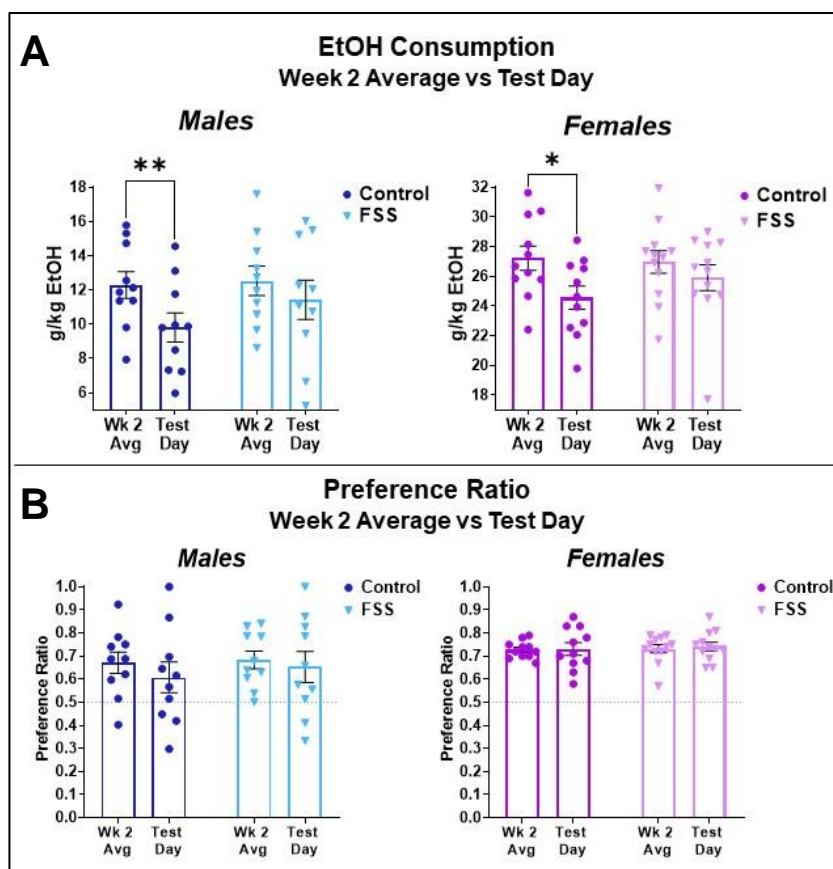 A
EtOH Consumption
Week 2 Average vs Test Day
Males
**
Control
FSS
g/kg EtOH
18
16
14
12
10
8
6
Wk 2 Avg
Test Day
Wk 2 Avg
Test Day
Females
*
Control
FSS
g/kg EtOH
32
30
28
26
24
22
20
18
Wk 2 Avg
Test Day
Wk 2 Avg
Test Day
B
Preference Ratio
Week 2 Average vs Test Day
Males
Control
FSS
Preference Ratio
1.0
0.9
0.8
0.7
0.6
0.5
0.4
0.3
0.2
0.1
0.0
Wk 2 Avg
Test Day
Wk 2 Avg
Test Day
Females
Control
FSS
Preference Ratio
1.0
0.9
0.8
0.7
0.6
0.5
0.4
0.3
0.2
0.1
0.0
Wk 2 Avg
Test Day
Wk 2 Avg
Test Day